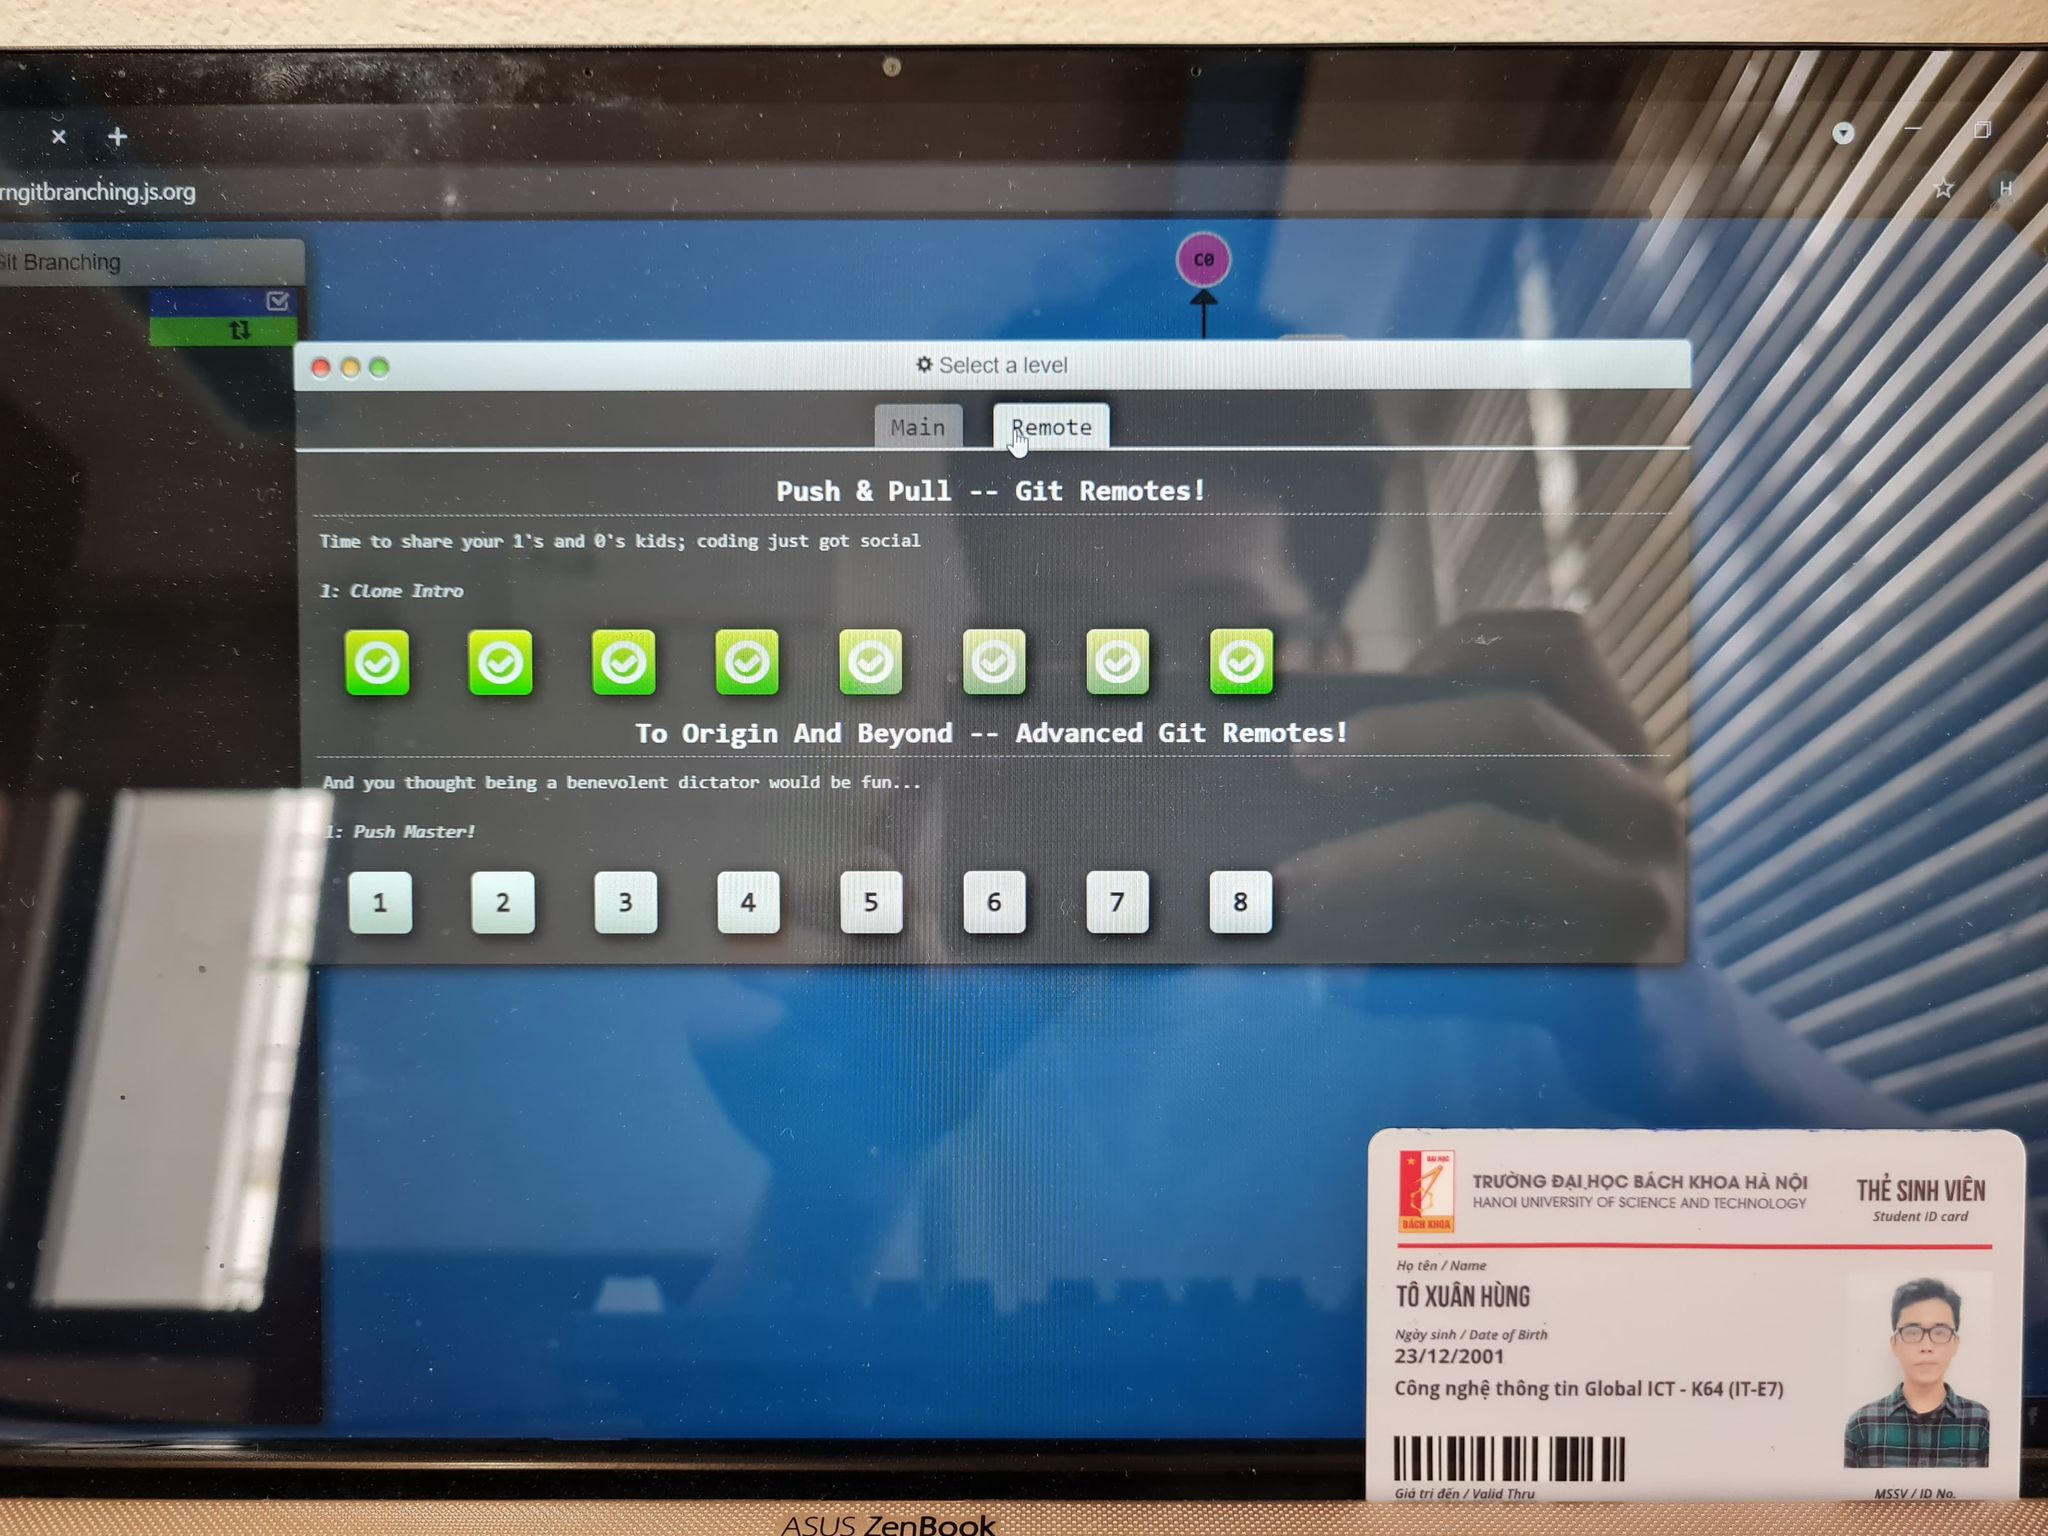 rngitbranching.js.org
H
Git Branching
C0
Select a level
Main
Remote
Push & Pull -- Git Remotes!
Time to share your 1's and 0's kids; coding just got social
1: Clone Intro
To Origin And Beyond -- Advanced Git Remotes!
And you thought being a benevolent dictator would be fun...
1: Push Master!
1 2 3 4 5 6 7 8
ĐẠI HỌC
BÁCH KHOA
TRƯỜNG ĐẠI HỌC BÁCH KHOA HÀ NỘI
HANOI UNIVERSITY OF SCIENCE AND TECHNOLOGY
THẺ SINH VIÊN
Student ID card
Họ tên / Name
TÔ XUÂN HÙNG
Ngày sinh / Date of Birth
23/12/2001
Công nghệ thông tin Global ICT - K64 (IT-E7)
Giá trị đến / Valid Thru
MSSV / ID No.
ASUS ZenBook